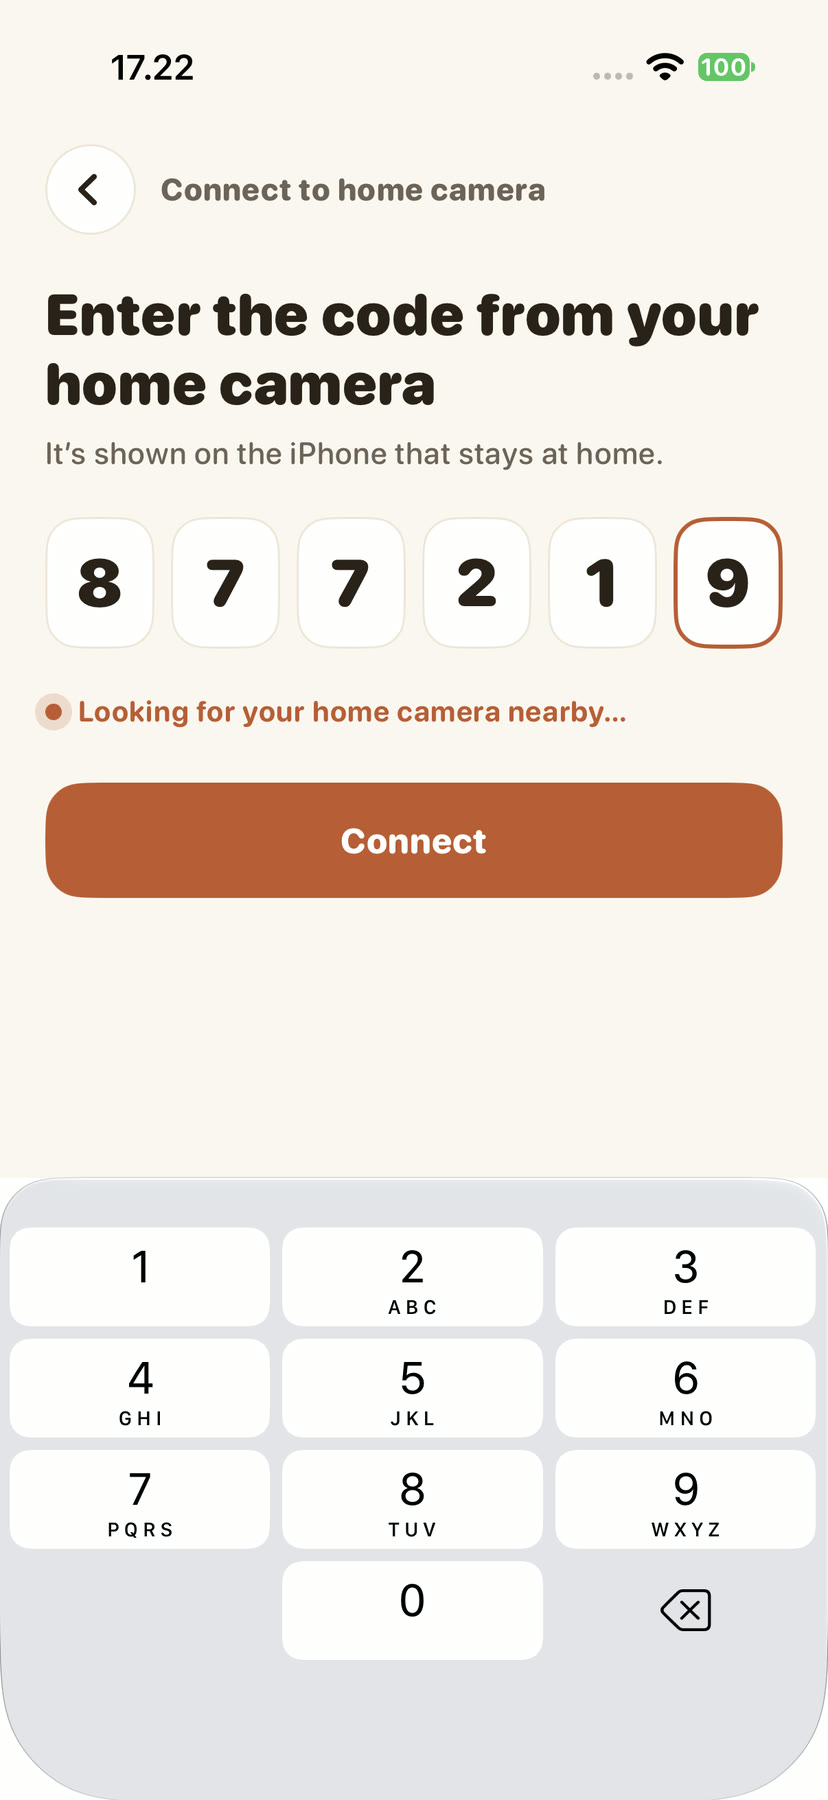 17.22
100
Connect to home camera
Enter the code from your
home camera
It’s shown on the iPhone that stays at home.
8 7 7 2 1 9
Looking for your home camera nearby...
Connect
1 2 3
ABC DEF
4 5 6
GHI JKL MNO
7 8 9
PQRS TUV WXYZ
0